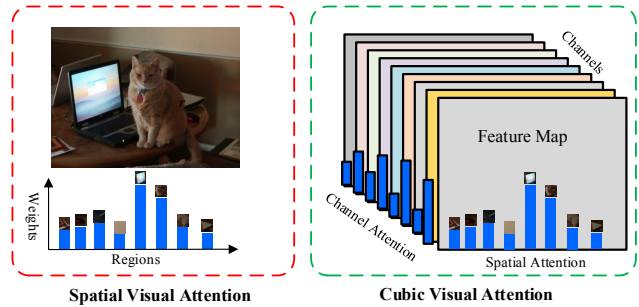 Weights
Regions
Spatial Visual Attention
Channels
Feature Map
Channel Attention
Spatial Attention
Cubic Visual Attention